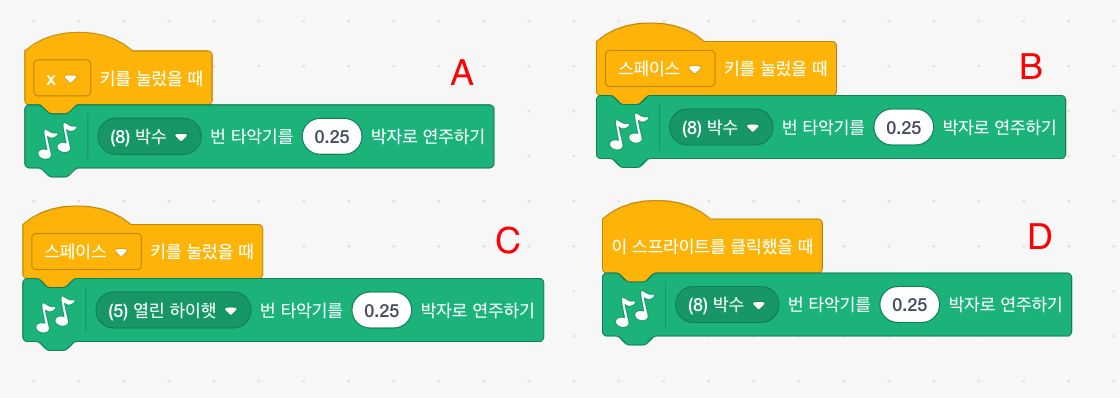 x 키를 눌렀을 때
A
(8) 박수 번 타악기를 0.25 박자로 연주하기
스페이스 키를 눌렀을 때
B
(8) 박수 번 타악기를 0.25 박자로 연주하기
스페이스 키를 눌렀을 때
C
(5) 열린 하이햇 번 타악기를 0.25 박자로 연주하기
이 스프라이트를 클릭했을 때
D
(8) 박수 번 타악기를 0.25 박자로 연주하기